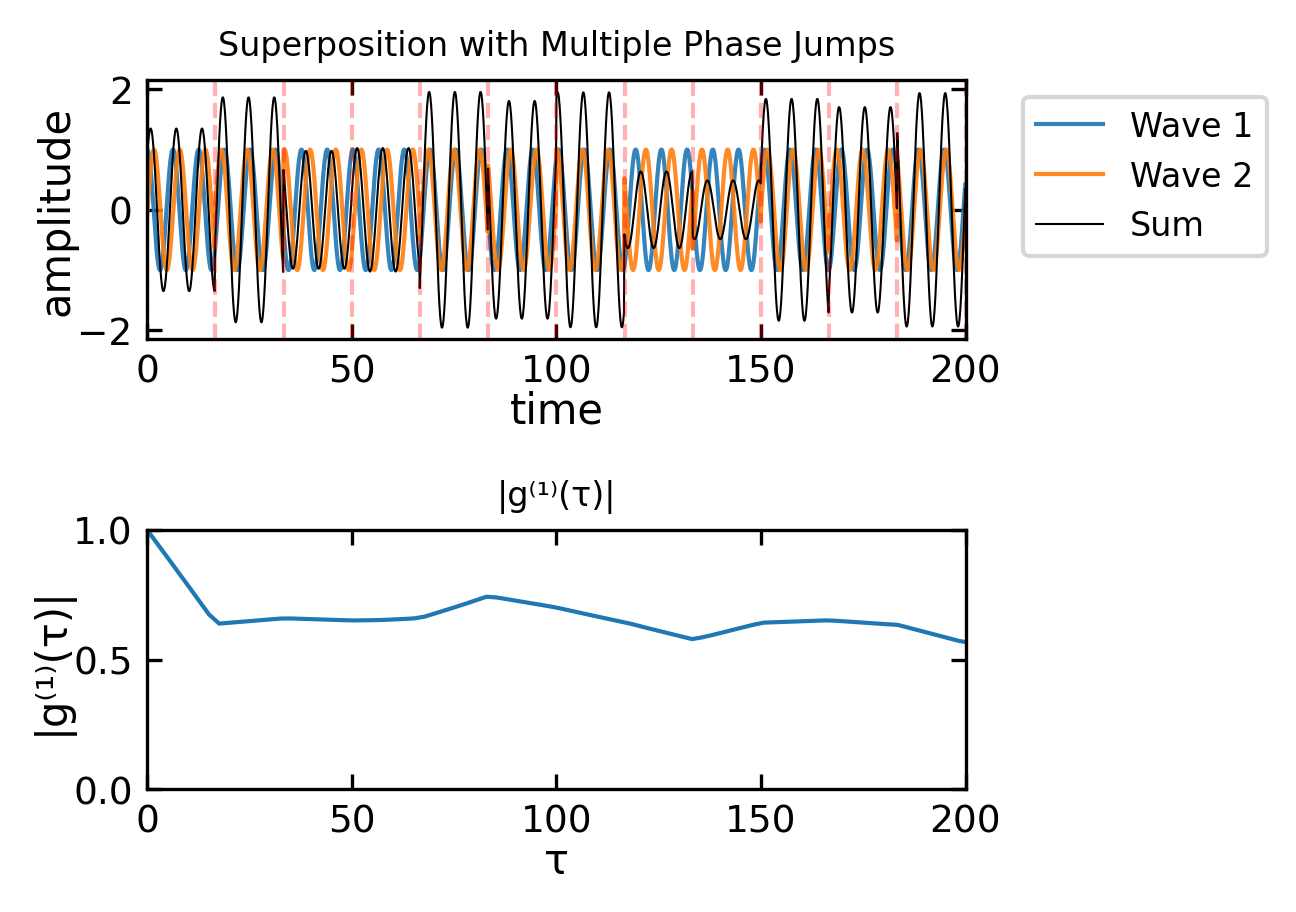 Superposition with Multiple Phase Jumps
amplitude
2
0
−2
0 50 100 150 200
time
Wave 1
Wave 2
Sum
|g⁽¹⁾(τ)|
|g⁽¹⁾(τ)|
1.0
0.5
0.0
0 50 100 150 200
τ